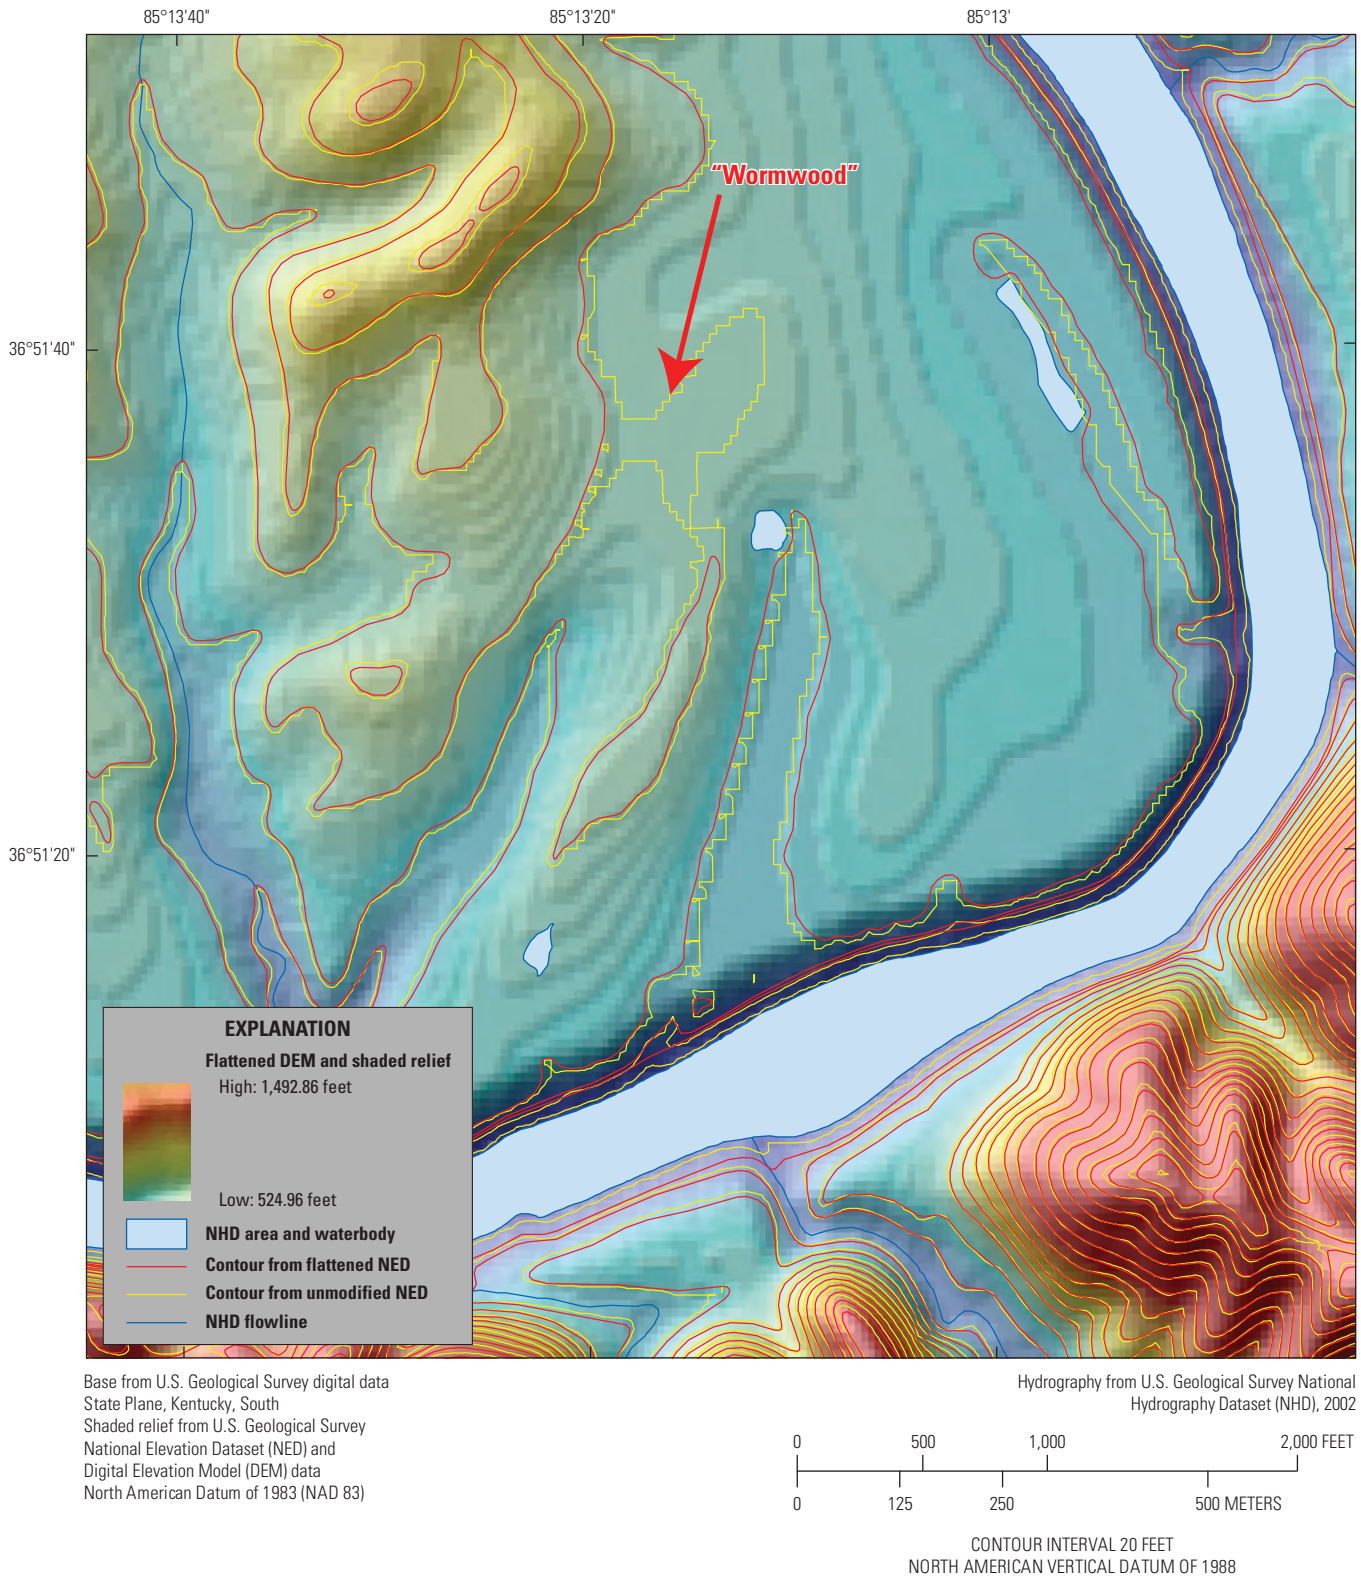 85°13'40"
85°13'20"
85°13'
"Wormwood"
36°51'40"
36°51'20"
EXPLANATION
Flattened DEM and shaded relief
High: 1,492.86 feet
Low: 524.96 feet
NHD area and waterbody
Contour from flattened NED
Contour from unmodified NED
NHD flowline
Base from U.S. Geological Survey digital data
State Plane, Kentucky, South
Shaded relief from U.S. Geological Survey
National Elevation Dataset (NED) and
Digital Elevation Model (DEM) data
North American Datum of 1983 (NAD 83)
Hydrography from U.S. Geological Survey National
Hydrography Dataset (NHD), 2002
0 500 1,000 2,000 FEET
0 125 250 500 METERS
CONTOUR INTERVAL 20 FEET
NORTH AMERICAN VERTICAL DATUM OF 1988